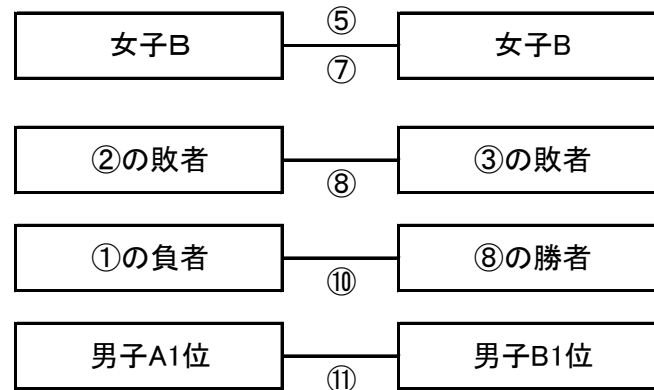 ⑤
女子B 女子B
⑦
②の敗者 ③の敗者
⑧
①の負者 ⑧の勝者
⑩
男子A1位 男子B1位
⑪